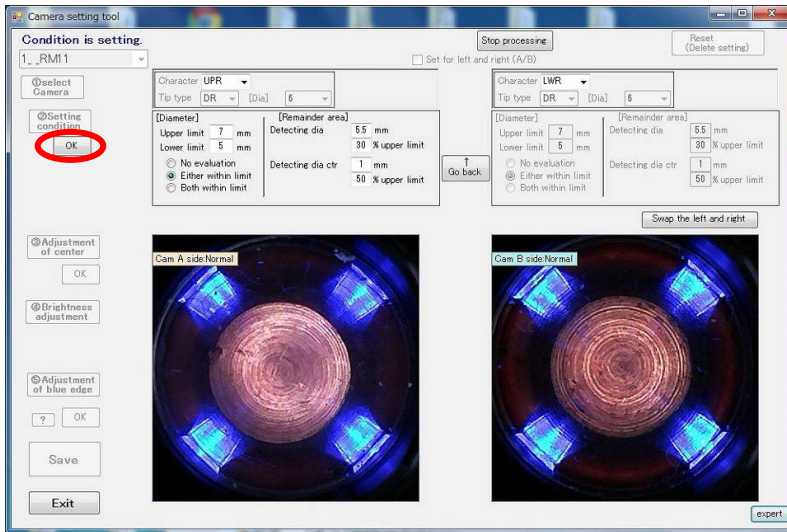 Camera setting tool
Condition is setting.
Stop processing
Reset
(Delete setting)
1_ _RM11
Set for left and right (A/B)
①select
Camera
②Setting
condition
OK
Character UPR
Tip type DR [Dia] 6
[Diameter]
Upper limit 7 mm
Lower limit 5 mm
No evaluation
Either within limit
Both within limit
[Remainder area]
Detecting dia 5.5 mm
30 % upper limit
Detecting dia ctr 1 mm
50 % upper limit
↑
Go back
Character LWR
Tip type DR [Dia] 6
[Diameter]
Upper limit 7 mm
Lower limit 5 mm
No evaluation
Either within limit
Both within limit
[Remainder area]
Detecting dia 5.5 mm
30 % upper limit
Detecting dia ctr 1 mm
50 % upper limit
Swap the left and right
③Adjustment
of center
OK
④Brightness
adjustment
⑤Adjustment
of blue edge
? OK
Save
Exit
Cam A side:Normal
Cam B side:Normal
expert